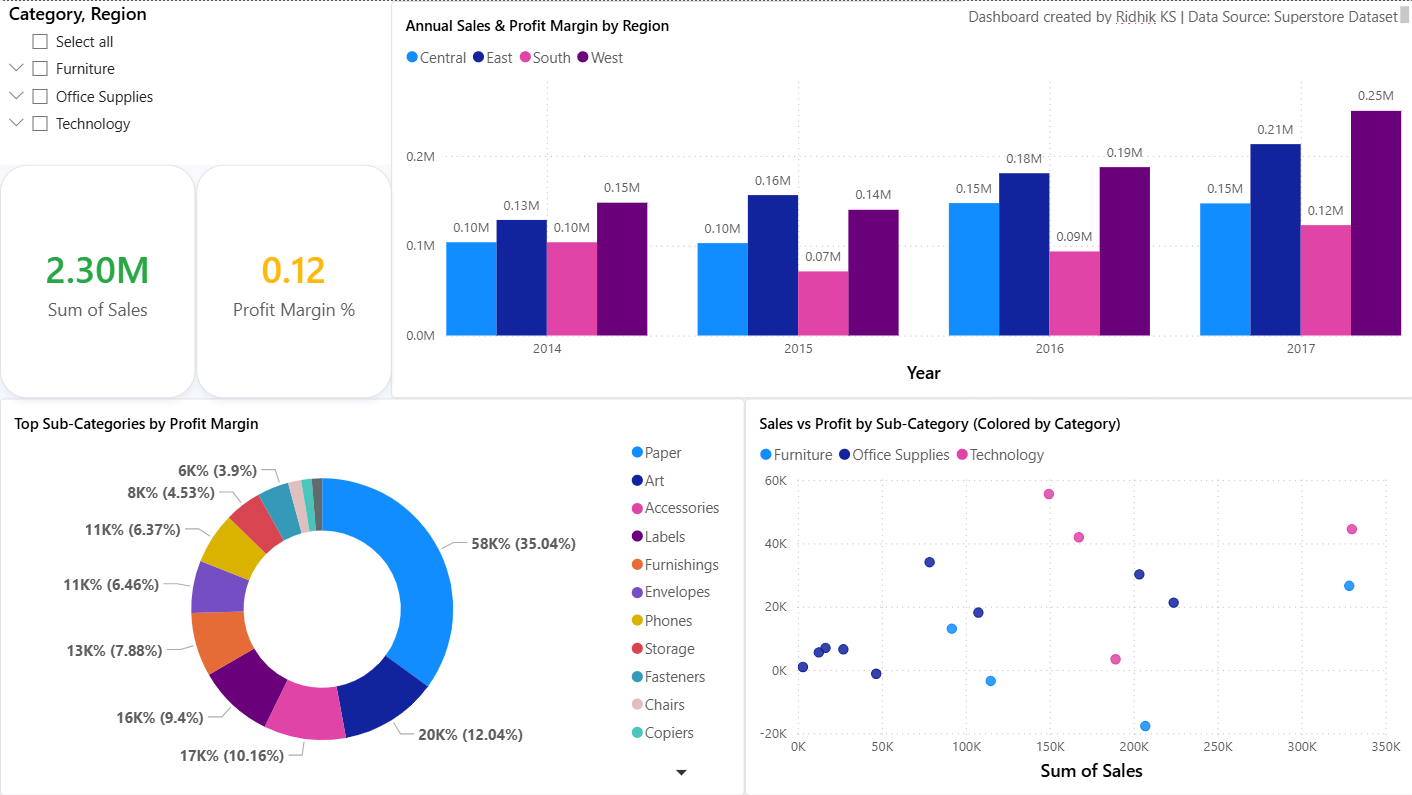 Category, Region
Select all
Furniture
Office Supplies
Technology
2.30M
Sum of Sales
0.12
Profit Margin %
Annual Sales & Profit Margin by Region
Dashboard created by Ridhik KS | Data Source: Superstore Dataset
Central East South West
0.2M
0.1M
0.0M
0.10M 0.13M 0.10M 0.15M
0.10M 0.16M 0.07M 0.14M
0.15M 0.18M 0.09M 0.19M
0.15M 0.21M 0.12M 0.25M
2014 2015 2016 2017
Year
Top Sub-Categories by Profit Margin
58K% (35.04%)
20K% (12.04%)
17K% (10.16%)
16K% (9.4%)
13K% (7.88%)
11K% (6.46%)
11K% (6.37%)
8K% (4.53%)
6K% (3.9%)
Paper
Art
Accessories
Labels
Furnishings
Envelopes
Phones
Storage
Fasteners
Chairs
Copiers
Sales vs Profit by Sub-Category (Colored by Category)
Furniture Office Supplies Technology
60K
40K
20K
0K
-20K
0K 50K 100K 150K 200K 250K 300K 350K
Sum of Sales